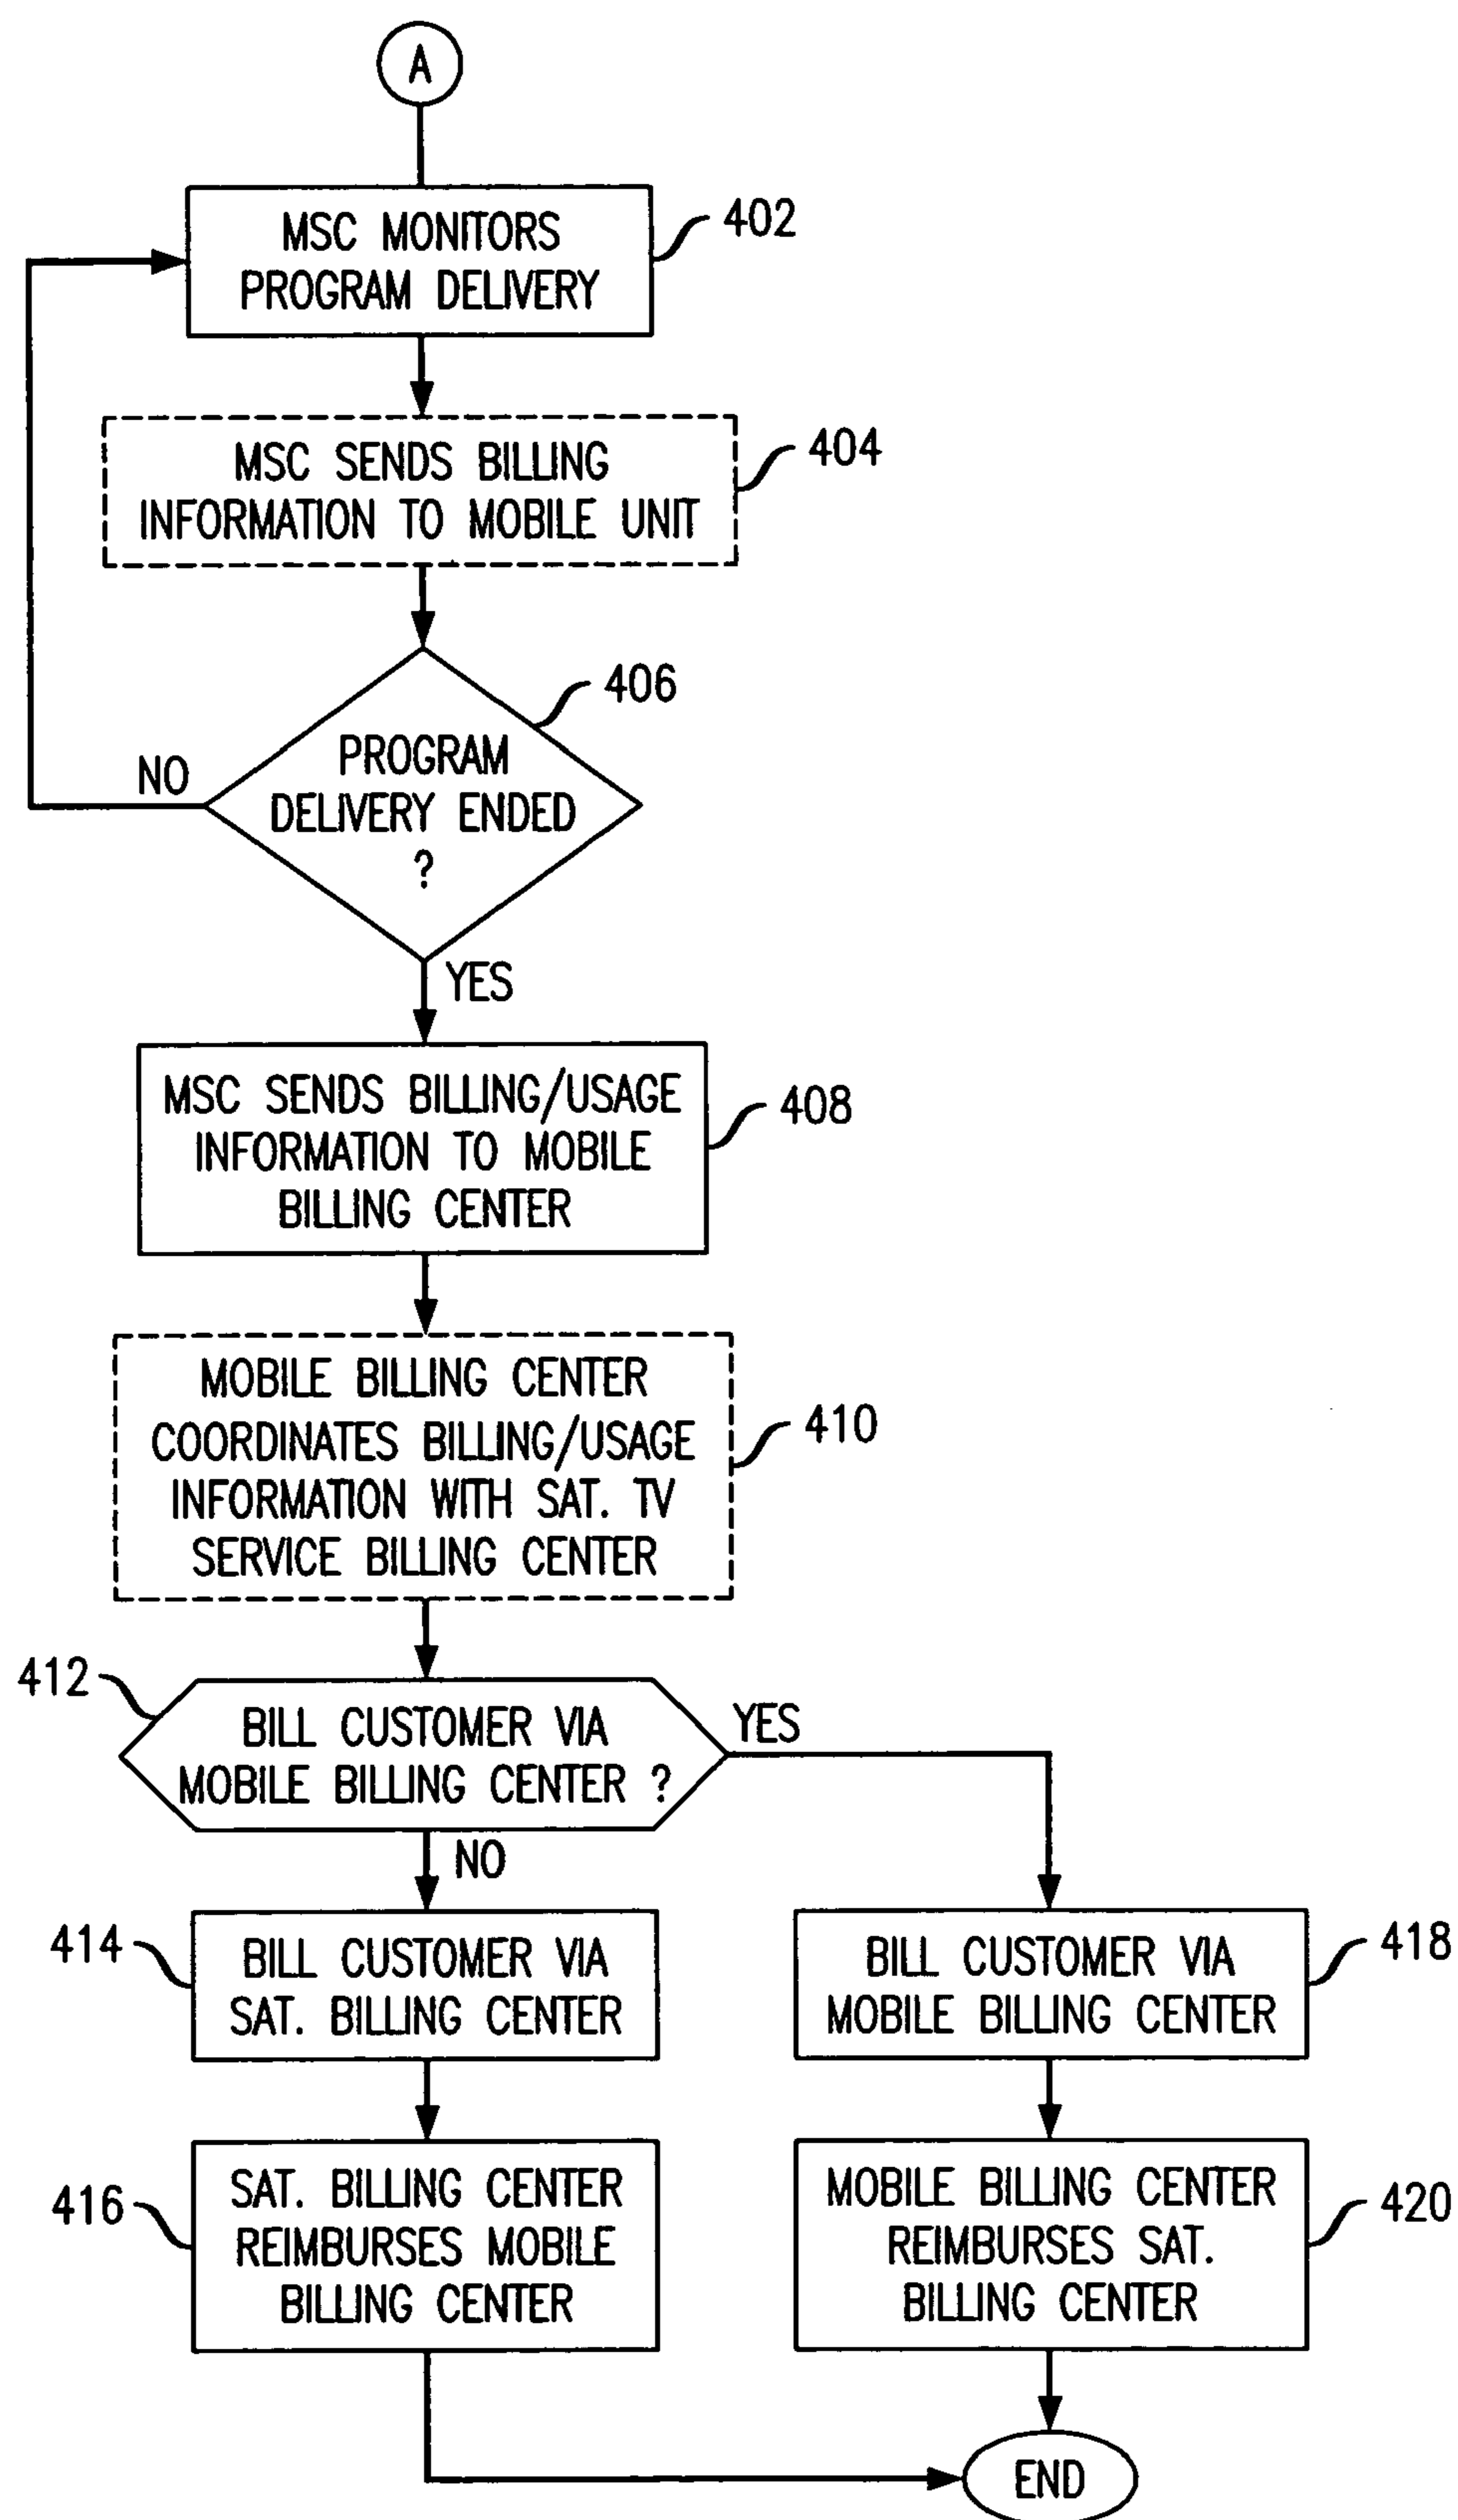 A
MSC MONITORS
PROGRAM DELIVERY
402
MSC SENDS BILLING
INFORMATION TO MOBILE UNIT
404
PROGRAM
DELIVERY ENDED
?
406
NO
YES
MSC SENDS BILLING/USAGE
INFORMATION TO MOBILE
BILLING CENTER
408
MOBILE BILLING CENTER
COORDINATES BILLING/USAGE
INFORMATION WITH SAT. TV
SERVICE BILLING CENTER
410
412
BILL CUSTOMER VIA
MOBILE BILLING CENTER ?
YES
NO
414
BILL CUSTOMER VIA
SAT. BILLING CENTER
BILL CUSTOMER VIA
MOBILE BILLING CENTER
418
416
SAT. BILLING CENTER
REIMBURSES MOBILE
BILLING CENTER
MOBILE BILLING CENTER
REIMBURSES SAT.
BILLING CENTER
420
END